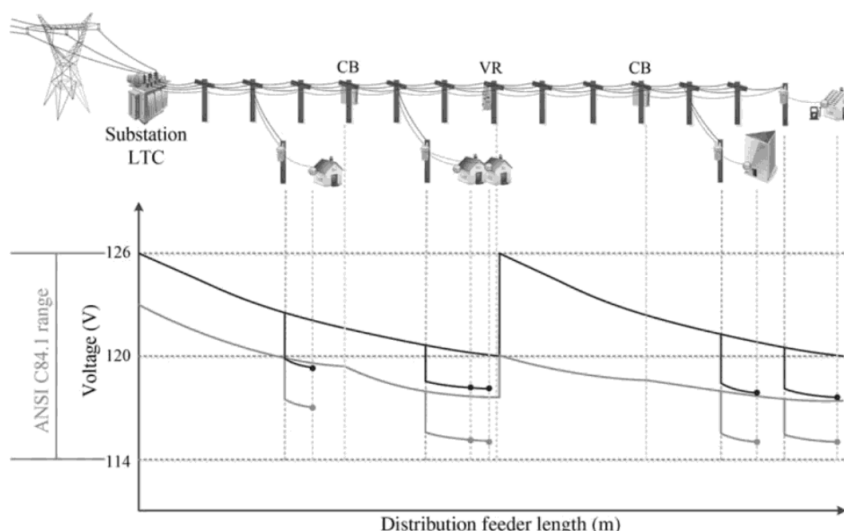 CB
VR
CB
Substation
LTC
126
120
114
Voltage (V)
ANSI C84.1 range
Distribution feeder length (m)